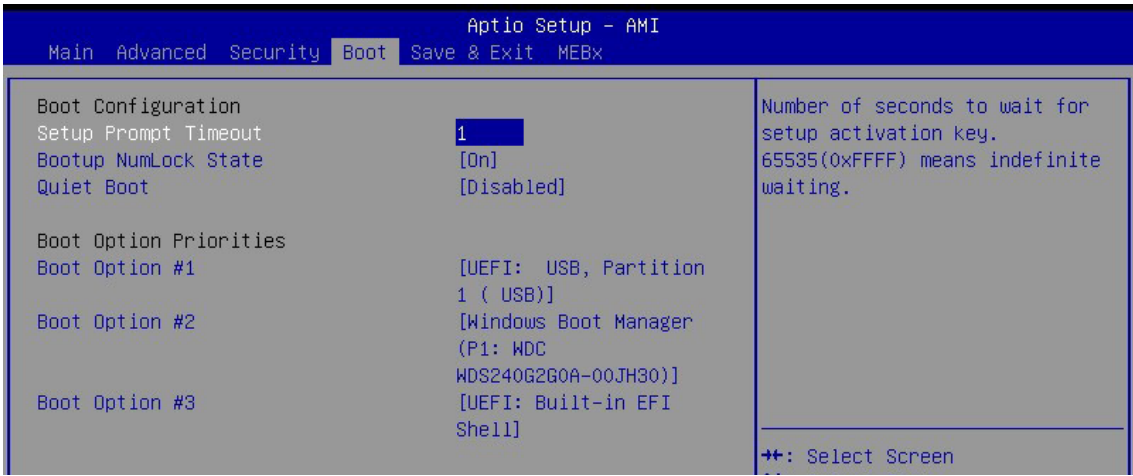 Aptio Setup – AMI
Main Advanced Security Boot Save & Exit MEBx
Boot Configuration
Setup Prompt Timeout 1
Bootup NumLock State [On]
Quiet Boot [Disabled]
Boot Option Priorities
Boot Option #1 [UEFI: USB, Partition
1 ( USB)]
Boot Option #2 [Windows Boot Manager
(P1: WDC
WDS240G2G0A-00JH30)]
Boot Option #3 [UEFI: Built-in EFI
Shell]
Number of seconds to wait for
setup activation key.
65535(0xFFFF) means indefinite
waiting.
→←: Select Screen